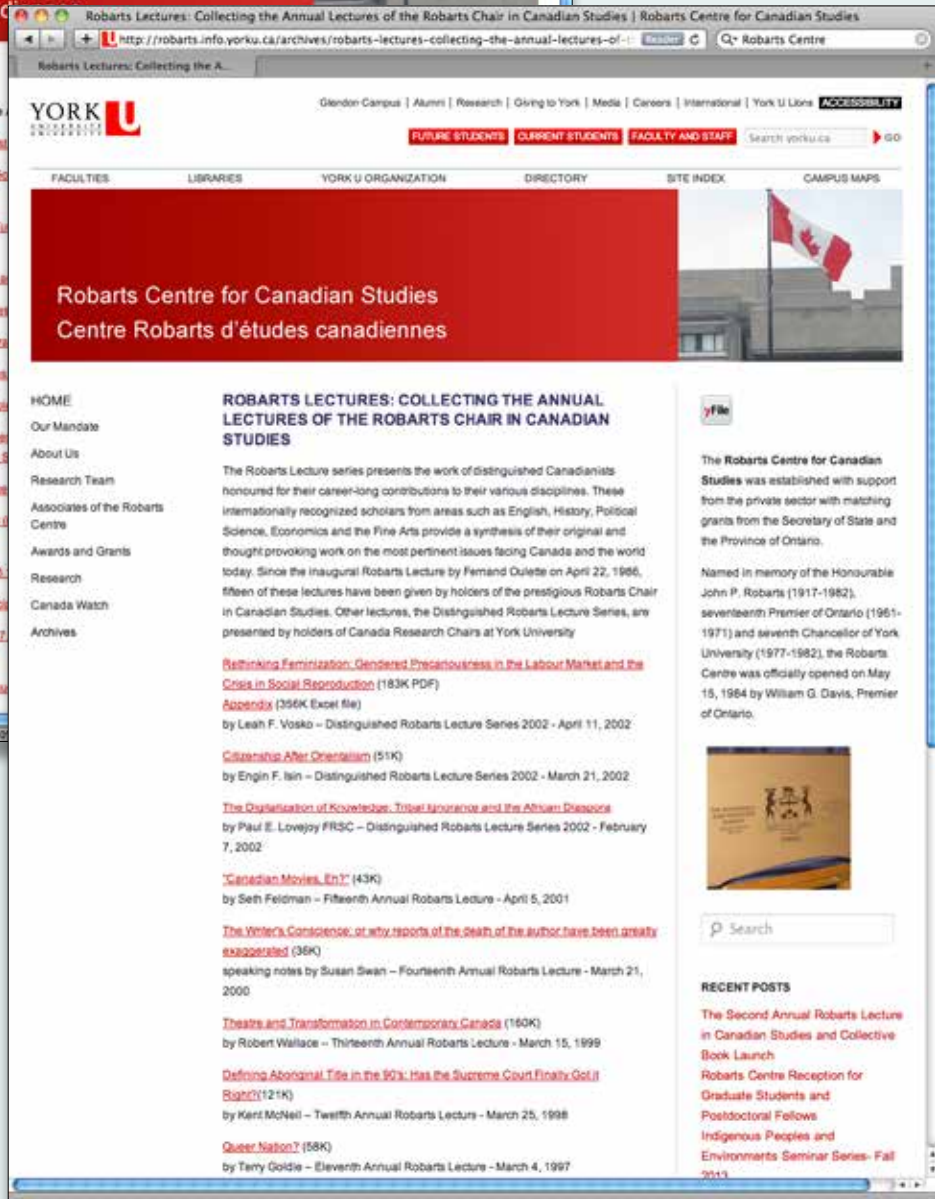 Robarts Lectures: Collecting the Annual Lectures of the Robarts Chair in Canadian Studies | Robarts Centre for Canadian Studies
http://robarts.info.yorku.ca/archives/robarts-lectures-collecting-the-annual-lectures-of-
Reader
Robarts Centre
Robarts Lectures: Collecting the A...
YORK U
UNIVERSITÉ
UNIVERSITY
Glendon Campus | Alumni | Research | Giving to York | Media | Careers | International | York U Lions ACCESSIBILITY
FUTURE STUDENTS CURRENT STUDENTS FACULTY AND STAFF Search yorku.ca GO
FACULTIES LIBRARIES YORK U ORGANIZATION DIRECTORY SITE INDEX CAMPUS MAPS
Robarts Centre for Canadian Studies
Centre Robarts d'études canadiennes
HOME
Our Mandate
About Us
Research Team
Associates of the Robarts
Centre
Awards and Grants
Research
Canada Watch
Archives
ROBARTS LECTURES: COLLECTING THE ANNUAL
LECTURES OF THE ROBARTS CHAIR IN CANADIAN
STUDIES
The Robarts Lecture series presents the work of distinguished Canadianists
honoured for their career-long contributions to their various disciplines. These
internationally recognized scholars from areas such as English, History, Political
Science, Economics and the Fine Arts provide a synthesis of their original and
thought provoking work on the most pertinent issues facing Canada and the world
today. Since the inaugural Robarts Lecture by Fernand Oulette on April 22, 1986,
fifteen of these lectures have been given by holders of the prestigious Robarts Chair
in Canadian Studies. Other lectures, the Distinguished Robarts Lecture Series, are
presented by holders of Canada Research Chairs at York University
Rethinking Feminization: Gendered Precariousness in the Labour Market and the
Crisis in Social Reproduction (183K PDF)
Appendix (356K Excel file)
by Leah F. Vosko – Distinguished Robarts Lecture Series 2002 - April 11, 2002
Citizenship After Orientalism (51K)
by Engin F. Isin – Distinguished Robarts Lecture Series 2002 - March 21, 2002
The Digitalization of Knowledge: Tribal Ignorance and the African Diaspora
by Paul E. Lovejoy FRSC – Distinguished Robarts Lecture Series 2002 - February
7, 2002
"Canadian Movies, Eh?" (43K)
by Seth Feldman – Fifteenth Annual Robarts Lecture - April 5, 2001
The Writer's Conscience: or why reports of the death of the author have been greatly
exaggerated (36K)
speaking notes by Susan Swan – Fourteenth Annual Robarts Lecture - March 21,
2000
Theatre and Transformation in Contemporary Canada (160K)
by Robert Wallace – Thirteenth Annual Robarts Lecture - March 15, 1999
Defining Aboriginal Title in the 90's: Has the Supreme Court Finally Got it
Right?(121K)
by Kent McNeil – Twelfth Annual Robarts Lecture - March 25, 1998
Queer Nation? (58K)
by Terry Goldie – Eleventh Annual Robarts Lecture - March 4, 1997
yFile
The Robarts Centre for Canadian
Studies was established with support
from the private sector with matching
grants from the Secretary of State and
the Province of Ontario.
Named in memory of the Honourable
John P. Robarts (1917-1982),
seventeenth Premier of Ontario (1961-
1971) and seventh Chancellor of York
University (1977-1982), the Robarts
Centre was officially opened on May
15, 1984 by William G. Davis, Premier
of Ontario.
Search
RECENT POSTS
The Second Annual Robarts Lecture
in Canadian Studies and Collective
Book Launch
Robarts Centre Reception for
Graduate Students and
Postdoctoral Fellows
Indigenous Peoples and
Environments Seminar Series- Fall
2013